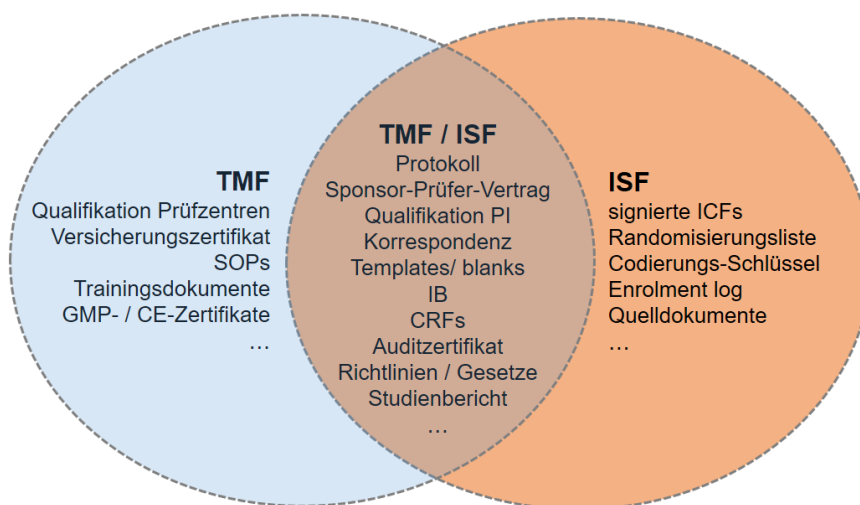 TMF
Qualifikation Prüfzentren
Versicherungszertifikat
SOPs
Trainingsdokumente
GMP- / CE-Zertifikate
…
TMF / ISF
Protokoll
Sponsor-Prüfer-Vertrag
Qualifikation PI
Korrespondenz
Templates/ blanks
IB
CRFs
Auditzertifikat
Richtlinien / Gesetze
Studienbericht
…
ISF
signierte ICFs
Randomisierungsliste
Codierungs-Schlüssel
Enrolment log
Quelldokumente
…